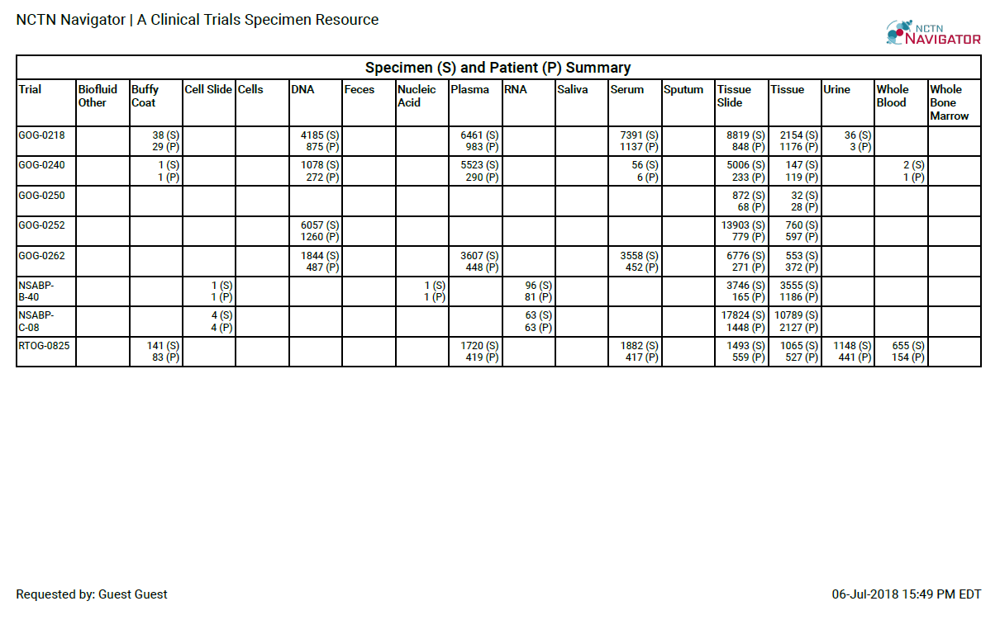 NCTN Navigator | A Clinical Trials Specimen Resource
NCTN
NAVIGATOR
Specimen (S) and Patient (P) Summary
Trial Biofluid Other Buffy Coat Cell Slide Cells DNA Feces Nucleic Acid Plasma RNA Saliva Serum Sputum Tissue Slide Tissue Urine Whole Blood Whole Bone Marrow
GOG-0218 38 (S) 4185 (S) 6461 (S) 7391 (S) 8819 (S) 2154 (S) 36 (S)
29 (P) 875 (P) 983 (P) 1137 (P) 848 (P) 1176 (P) 3 (P)
GOG-0240 1 (S) 1078 (S) 5523 (S) 56 (S) 5006 (S) 147 (S) 2 (S)
1 (P) 272 (P) 290 (P) 6 (P) 233 (P) 119 (P) 1 (P)
GOG-0250 872 (S) 32 (S)
68 (P) 28 (P)
GOG-0252 6057 (S) 13903 (S) 760 (S)
1260 (P) 779 (P) 597 (P)
GOG-0262 1844 (S) 3607 (S) 3558 (S) 6776 (S) 553 (S)
487 (P) 448 (P) 452 (P) 271 (P) 372 (P)
NSABP- 1 (S) 1 (S) 96 (S) 3746 (S) 3555 (S)
B-40 1 (P) 1 (P) 81 (P) 165 (P) 1186 (P)
NSABP- 4 (S) 63 (S) 17824 (S) 10789 (S)
C-08 4 (P) 63 (P) 1448 (P) 2127 (P)
RTOG-0825 141 (S) 1720 (S) 1882 (S) 1493 (S) 1065 (S) 1148 (S) 655 (S)
83 (P) 419 (P) 417 (P) 559 (P) 527 (P) 441 (P) 154 (P)
Requested by: Guest Guest 06-Jul-2018 15:49 PM EDT